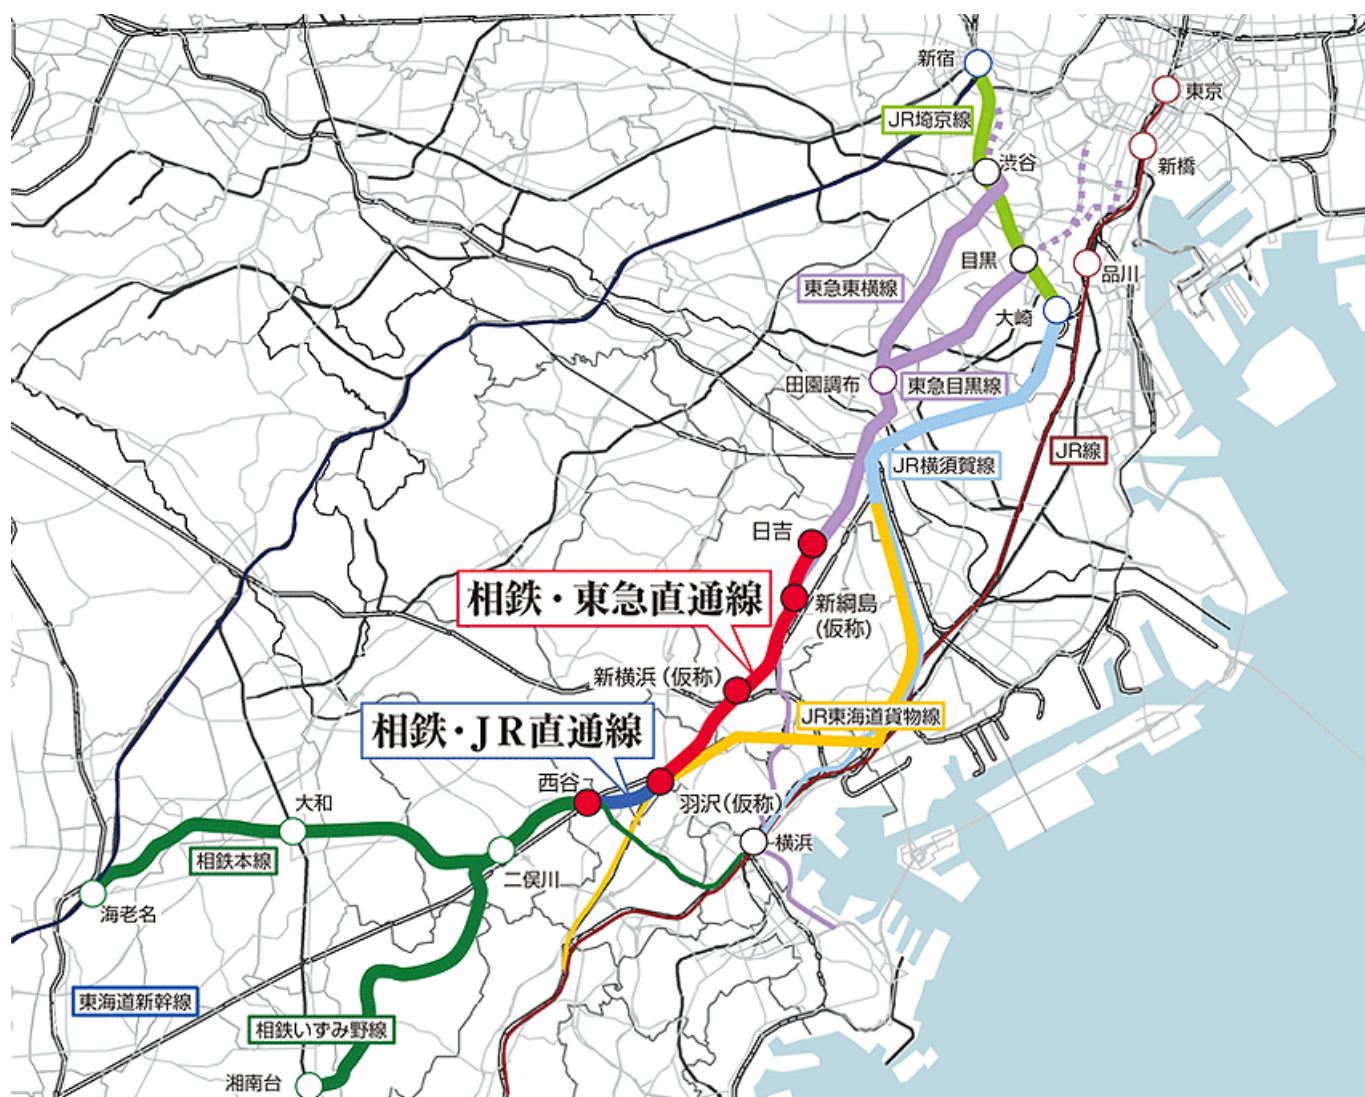 新宿
東京
JR埼京線
新橋
渋谷
目黒
品川
東急東横線
大崎
田園調布
東急目黒線
JR線
JR横須賀線
日吉
相鉄・東急直通線
新綱島
(仮称)
新横浜(仮称)
相鉄・JR直通線
JR東海道貨物線
西谷
羽沢(仮称)
大和
横浜
相鉄本線
二俣川
海老名
東海道新幹線
相鉄いずみ野線
湘南台